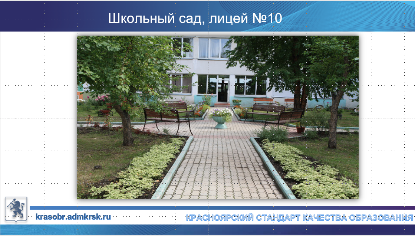 Школьный сад, лицей №10
krasobr.admkrsk.ru
КРАСНОЯРСКИЙ СТАНДАРТ КАЧЕСТВА ОБРАЗОВАНИЯ